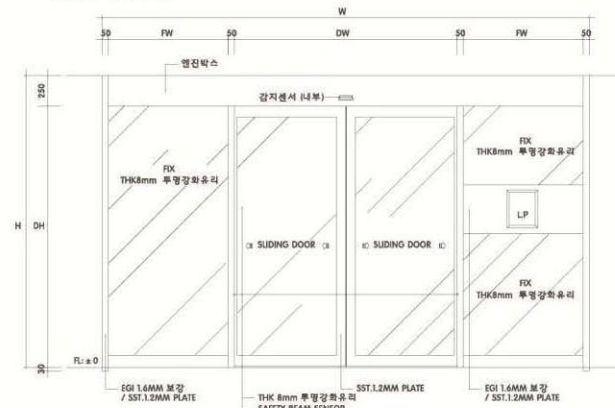 W
50 FW 50 DW 50 FW 50
엔진박스
250
감지센서 (내부)
FIX
THK8mm 투명강화유리
FIX
THK8mm 투명강화유리
H DH
L.P
SLIDING DOOR
SLIDING DOOR
FIX
THK8mm 투명강화유리
FL: ± 0
30
EGI 1.6MM 보강
/ SST.1.2MM PLATE
THK 8mm 투명강화유리
SAFETY BEAM SENSOR
SST.1.2MM PLATE
EGI 1.6MM 보강
/ SST.1.2MM PLATE